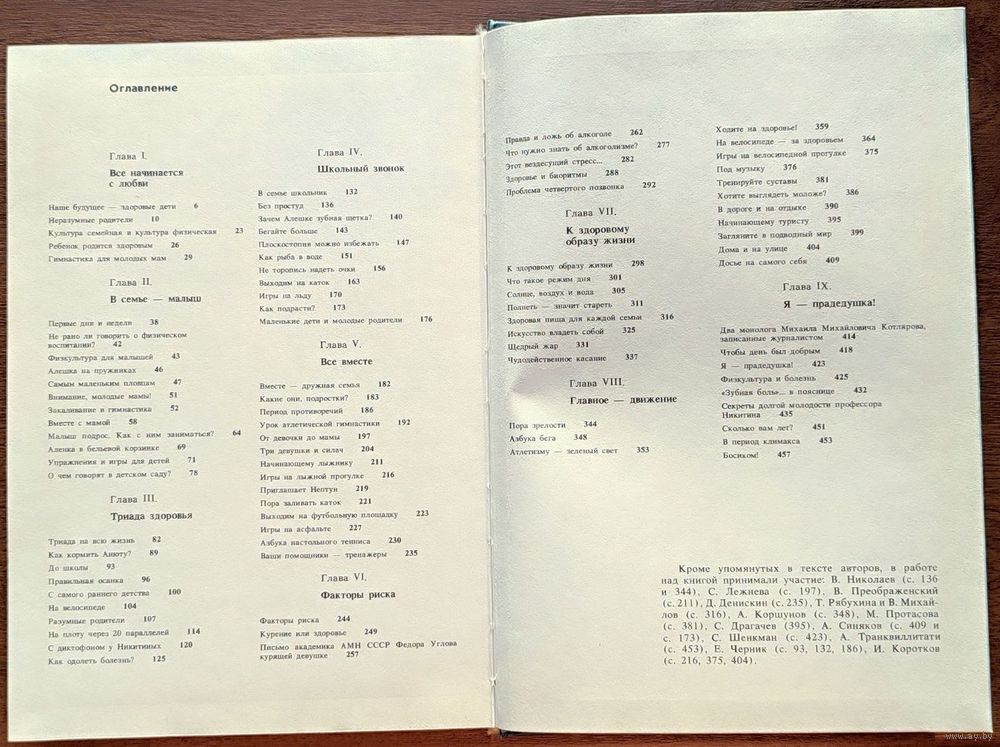 Оглавление
Глава I.
Все начинается
с любви
Наше будущее — здоровые дети 6
Неразумные родители 10
Культура семейная и культура физическая 23
Ребенок родится здоровым 26
Гимнастика для молодых мам 29
Глава II.
В семье — малыш
Первые дни и недели 38
Не рано ли говорить о физическом
воспитании? 42
Физкультура для малышей 43
Алешка на пружинках 46
Самым маленьким пловцам 47
Внимание, молодые мамы! 51
Закаливание и гимнастика 52
Вместе с мамой 58
Малыш подрос. Как с ним заниматься? 64
Аленка в бельевой корзинке 69
Упражнения и игры для детей 71
О чем говорят в детском саду? 78
Глава III.
Триада здоровья
Триада на всю жизнь 82
Как кормить Анюту? 89
До школы 93
Правильная осанка 96
С самого раннего детства 100
На велосипеде 104
Разумные родители 107
На плоту через 20 параллелей 114
С диктофоном у Никитиных 120
Как одолеть болезнь? 125
Глава IV.
Школьный звонок
В семье школьник 132
Без простуд 136
Зачем Алешке зубная щетка? 140
Бегайте больше 143
Плоскостопия можно избежать 147
Как рыба в воде 151
Не торопись надеть очки 156
Выходим на каток 163
Игры на льду 170
Как подрасти? 173
Маленькие дети и молодые родители 176
Глава V.
Все вместе
Вместе — дружная семья 182
Какие они, подростки? 183
Период противоречий 186
Урок атлетической гимнастики 192
От девочки до мамы 197
Три девушки и силач 204
Начинающему лыжнику 211
Игры на лыжной прогулке 216
Приглашает Нептун 219
Пора заливать каток 221
Выходим на футбольную площадку 223
Игры на асфальте 227
Азбука настольного тенниса 230
Ваши помощники — тренажеры 235
Глава VI.
Факторы риска
Факторы риска 244
Курение или здоровье 249
Письмо академика АМН СССР Федора Углова
курящей девушке 257
Правда и ложь об алкоголе 262
Что нужно знать об алкоголизме? 277
Этот вездесущий стресс... 282
Здоровье и биоритмы 288
Проблема четвертого позвонка 292
Глава VII.
К здоровому
образу жизни
К здоровому образу жизни 298
Что такое режим дня 301
Солнце, воздух и вода 305
Полнеть — значит стареть 311
Здоровая пища для каждой семьи 316
Искусство владеть собой 325
Щедрый жар 331
Чудодейственное касание 337
Глава VIII.
Главное — движение
Пора зрелости 344
Азбука бега 348
Атлетизму — зеленый свет 353
Ходите на здоровье! 359
На велосипеде — за здоровьем 364
Игры на велосипедной прогулке 375
Под музыку 376
Тренируйте суставы 381
Хотите выглядеть моложе? 386
В дороге и на отдыхе 390
Начинающему туристу 395
Загляните в подводный мир 399
Дома и на улице 404
Досье на самого себя 409
Глава IX.
Я — прадедушка!
Два монолога Михаила Михайловича Котлярова,
записанные журналистом 414
Чтобы день был добрым 418
Я — прадедушка! 423
Физкультура и болезнь 425
«Зубная боль»... в пояснице 432
Секреты долгой молодости профессора
Никитина 435
Сколько вам лет? 451
В период климакса 453
Босиком! 457
Кроме упомянутых в тексте авторов, в работе
над книгой принимали участие: В. Николаев (с. 136
и 344), С. Лежнева (с. 197), В. Преображенский
(с. 211), Д. Денискин (с. 235), Т. Рябухина и В. Михай-
лов (с. 316), А. Коршунов (с. 348), М. Протасова
(с. 381), С. Драгачев (395), А. Синяков (с. 409 и
с. 173), С. Шенкман (с. 423), А. Транквиллитати
(с. 453), Е. Черник (с. 93, 132, 186), И. Коротков
(с. 216, 375, 404).
www.ay.by